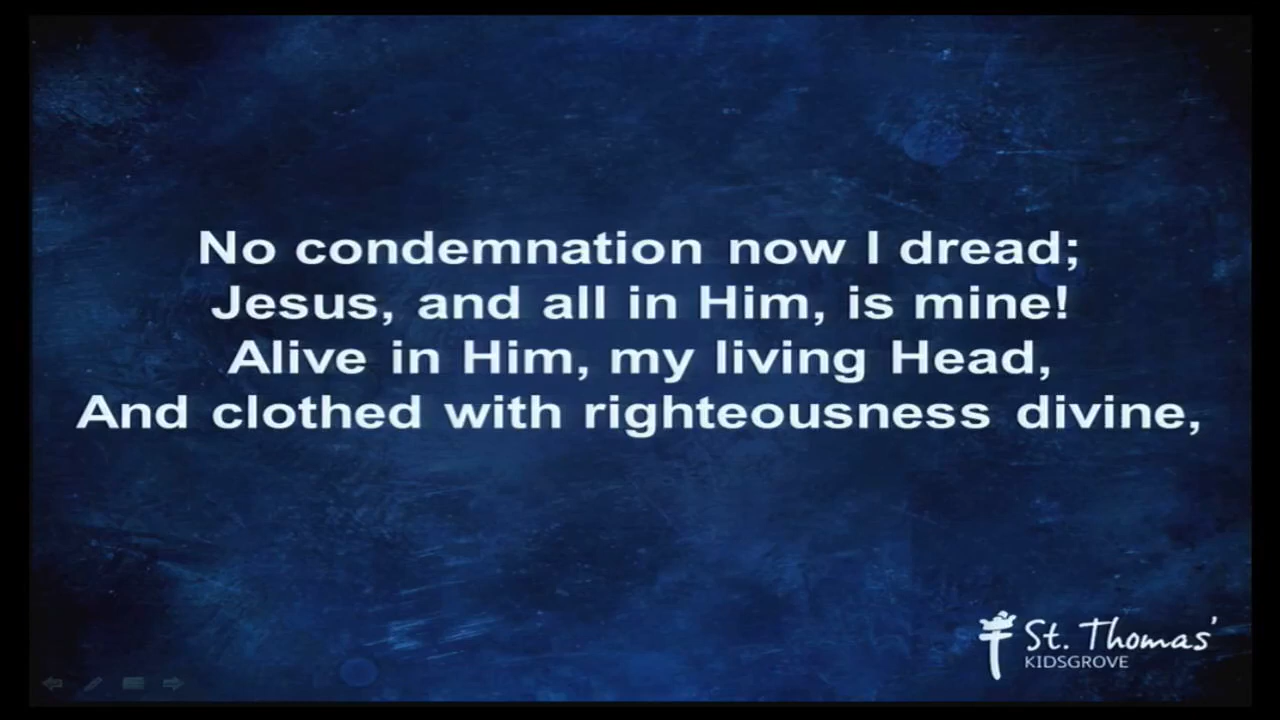 No condemnation now I dread;
Jesus, and all in Him, is mine!
Alive in Him, my living Head,
And clothed with righteousness divine,
St. Thomas'
KIDSGROVE